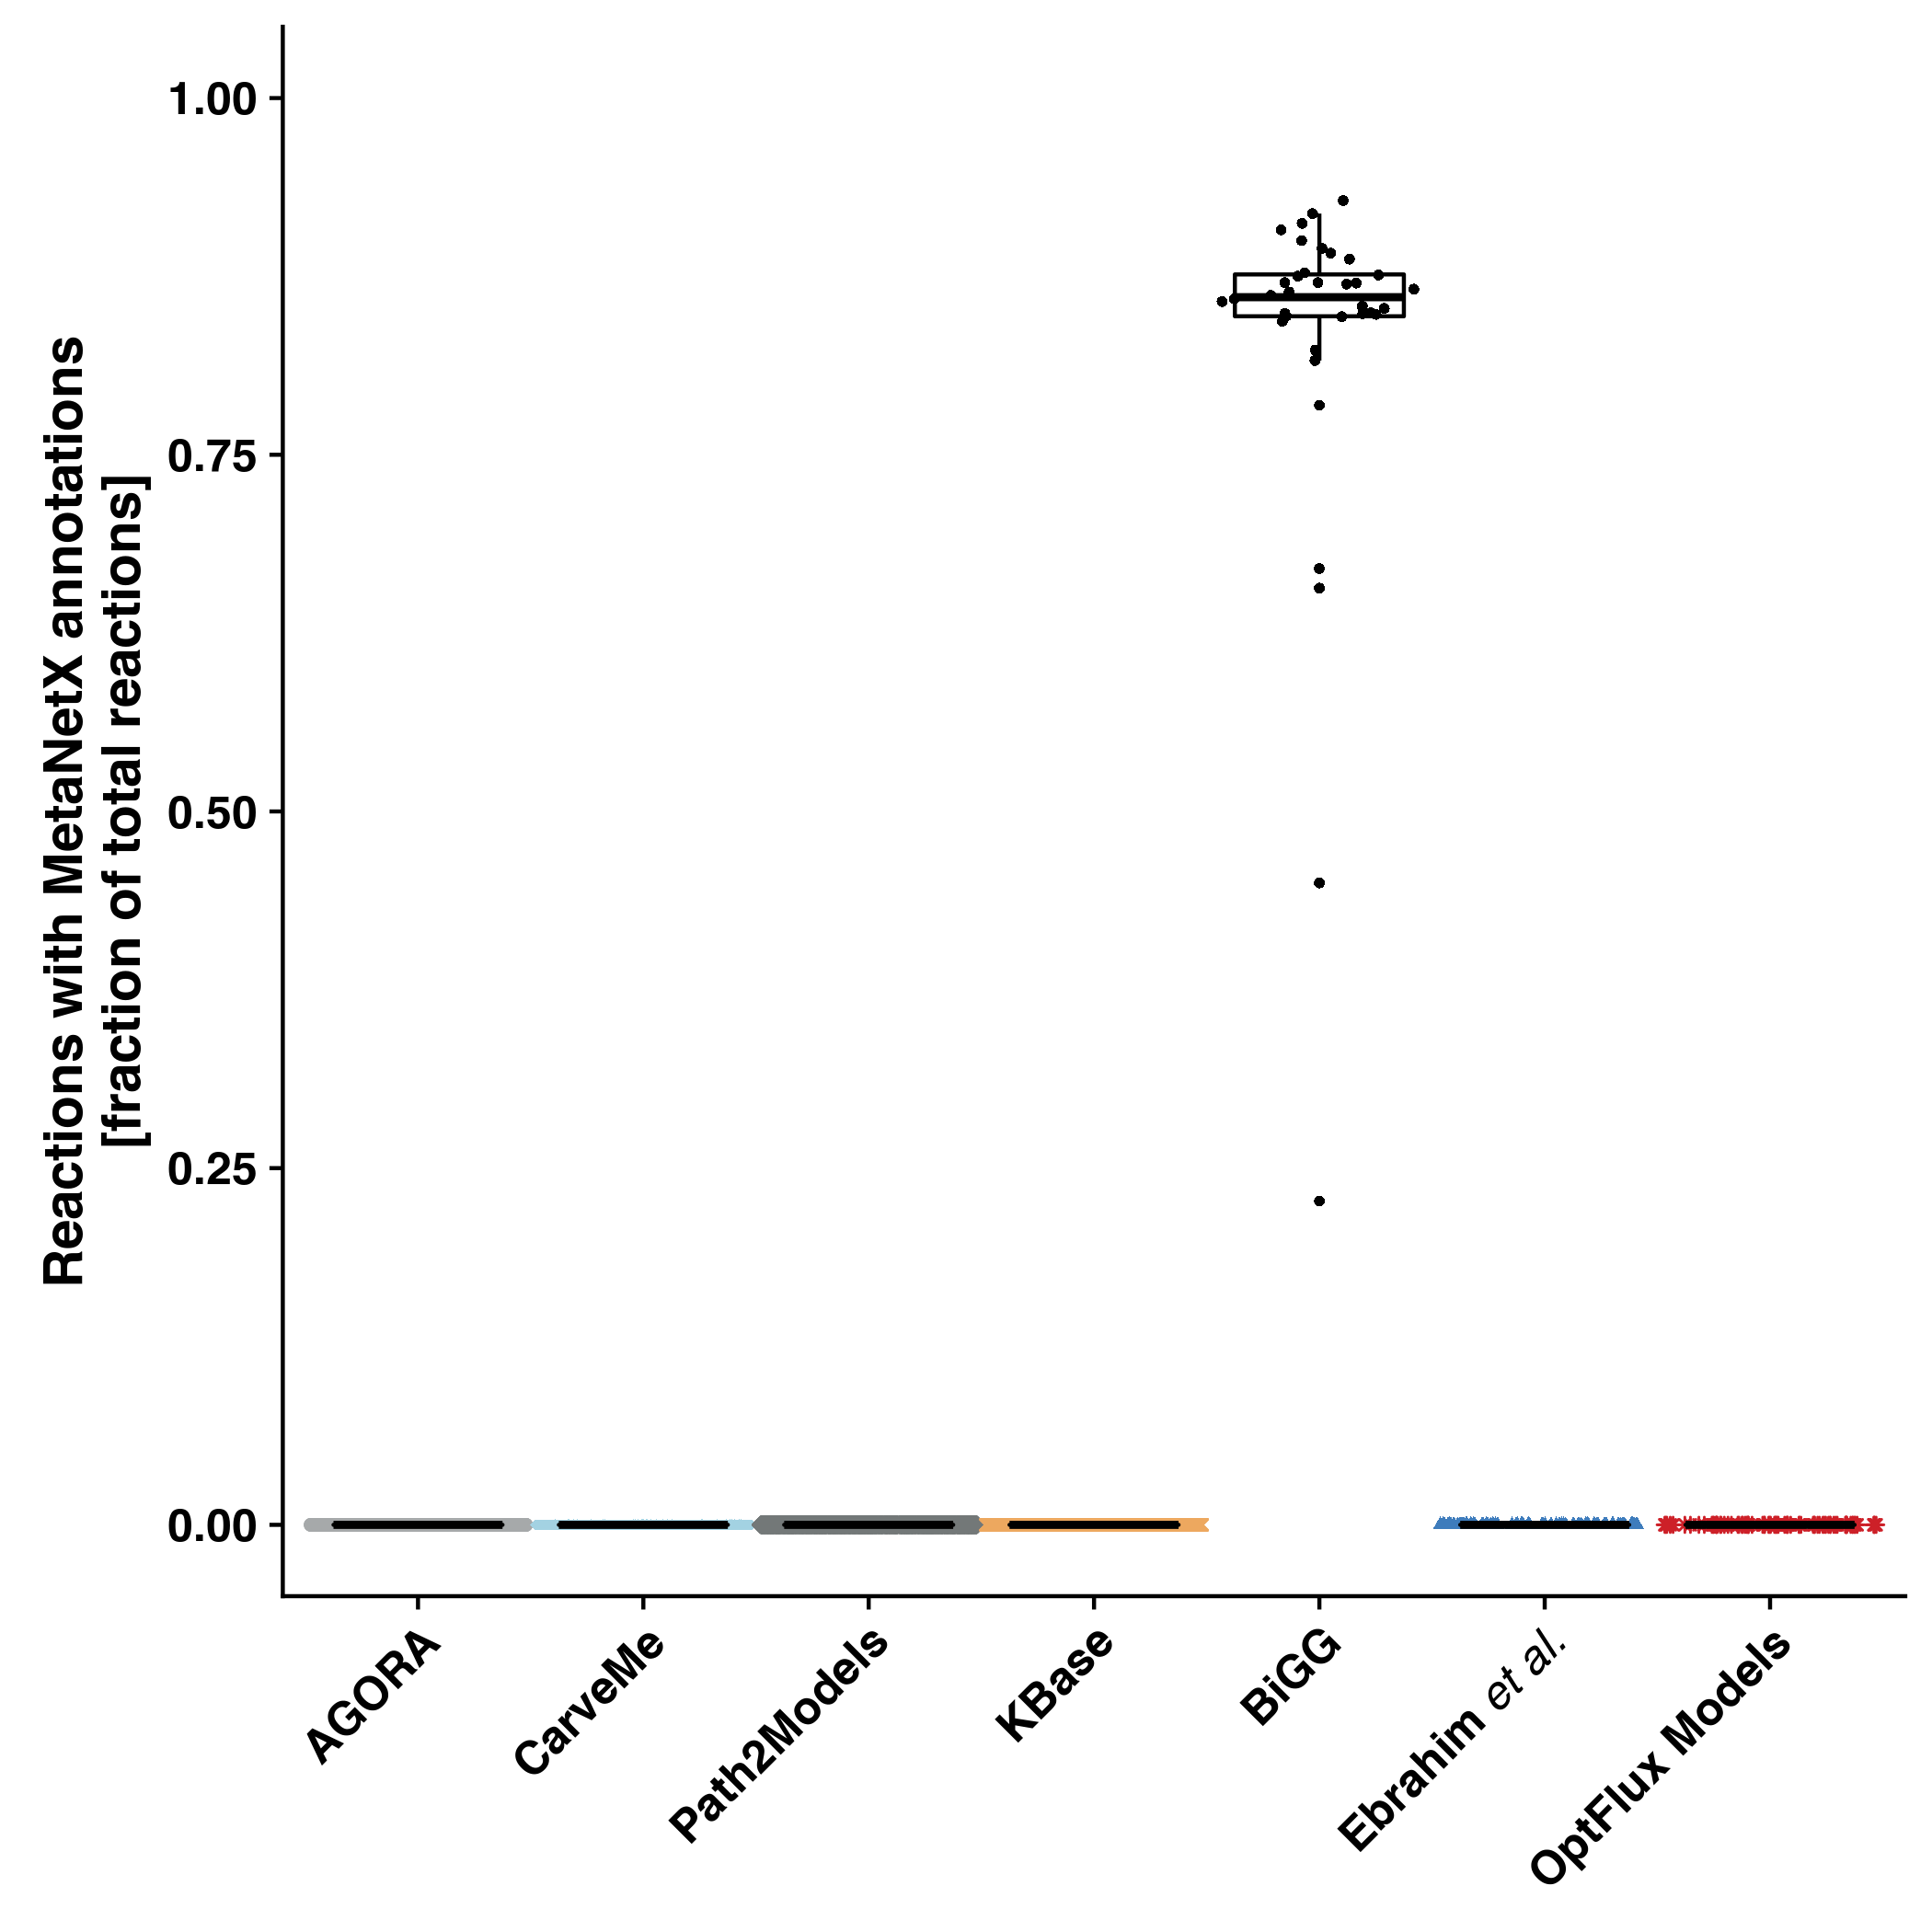 Reactions with MetaNetX annotations
[fraction of total reactions]
1.00
0.75
0.50
0.25
0.00
AGORA
CarveMe
Path2Models
KBase
BiGG
Ebrahim et al.
OptFlux Models